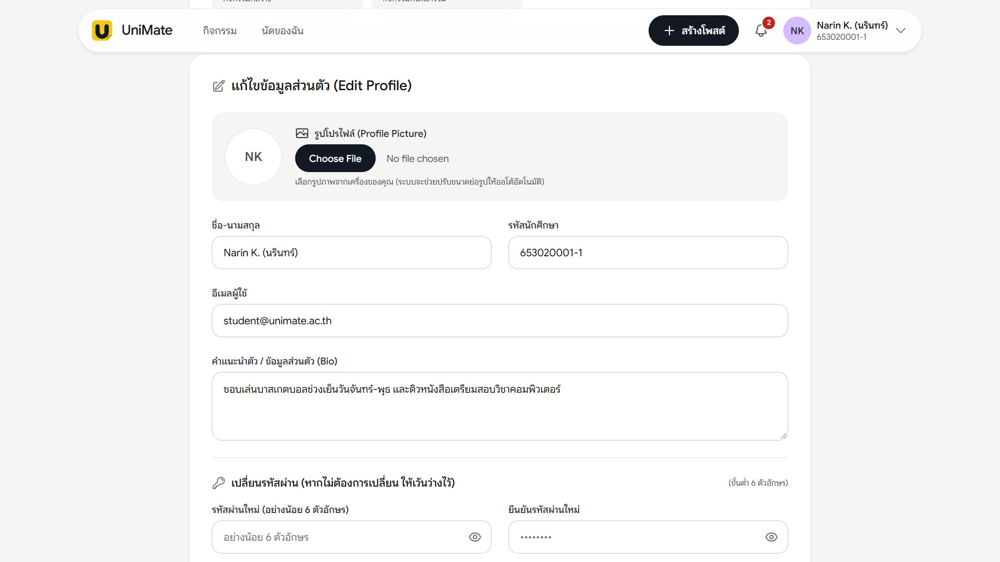 UniMate
กิจกรรม
นัดของฉัน
สร้างโพสต์
2
NK
Narin K. (นรินทร์)
653020001-1
แก้ไขข้อมูลส่วนตัว (Edit Profile)
NK
รูปโปรไฟล์ (Profile Picture)
Choose File
No file chosen
เลือกรูปภาพจากเครื่องของคุณ (ระบบจะช่วยปรับขนาดย่อรูปให้ออโต้อัตโนมัติ)
ชื่อ-นามสกุล
Narin K. (นรินทร์)
รหัสนักศึกษา
653020001-1
อีเมลผู้ใช้
student@unimate.ac.th
คำแนะนำตัว / ข้อมูลส่วนตัว (Bio)
ชอบเล่นบาสเกตบอลช่วงเย็นวันจันทร์-พุธ และติวหนังสือเตรียมสอบวิชาคอมพิวเตอร์
เปลี่ยนรหัสผ่าน (หากไม่ต้องการเปลี่ยน ให้เว้นว่างไว้)
(ขั้นต่ำ 6 ตัวอักษร)
รหัสผ่านใหม่ (อย่างน้อย 6 ตัวอักษร)
อย่างน้อย 6 ตัวอักษร
ยืนยันรหัสผ่านใหม่
••••••••